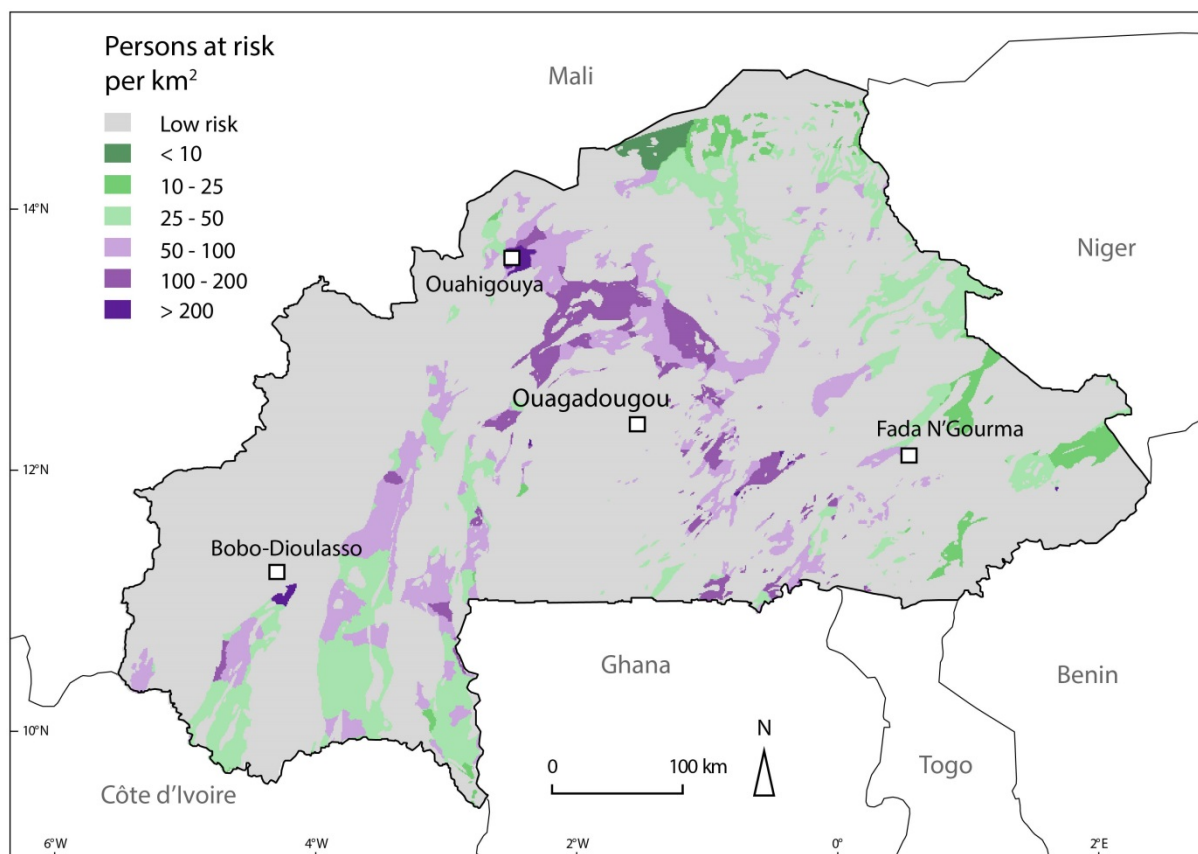 Persons at risk
per km²
Low risk
< 10
10 - 25
25 - 50
50 - 100
100 - 200
> 200
Mali
14°N
Niger
Ouahigouya
Ouagadougou
Fada N'Gourma
12°N
Bobo-Dioulasso
Ghana
Benin
10°N
N
0
100 km
Togo
Côte d'Ivoire
6°W
4°W
2°W
0°
2°E